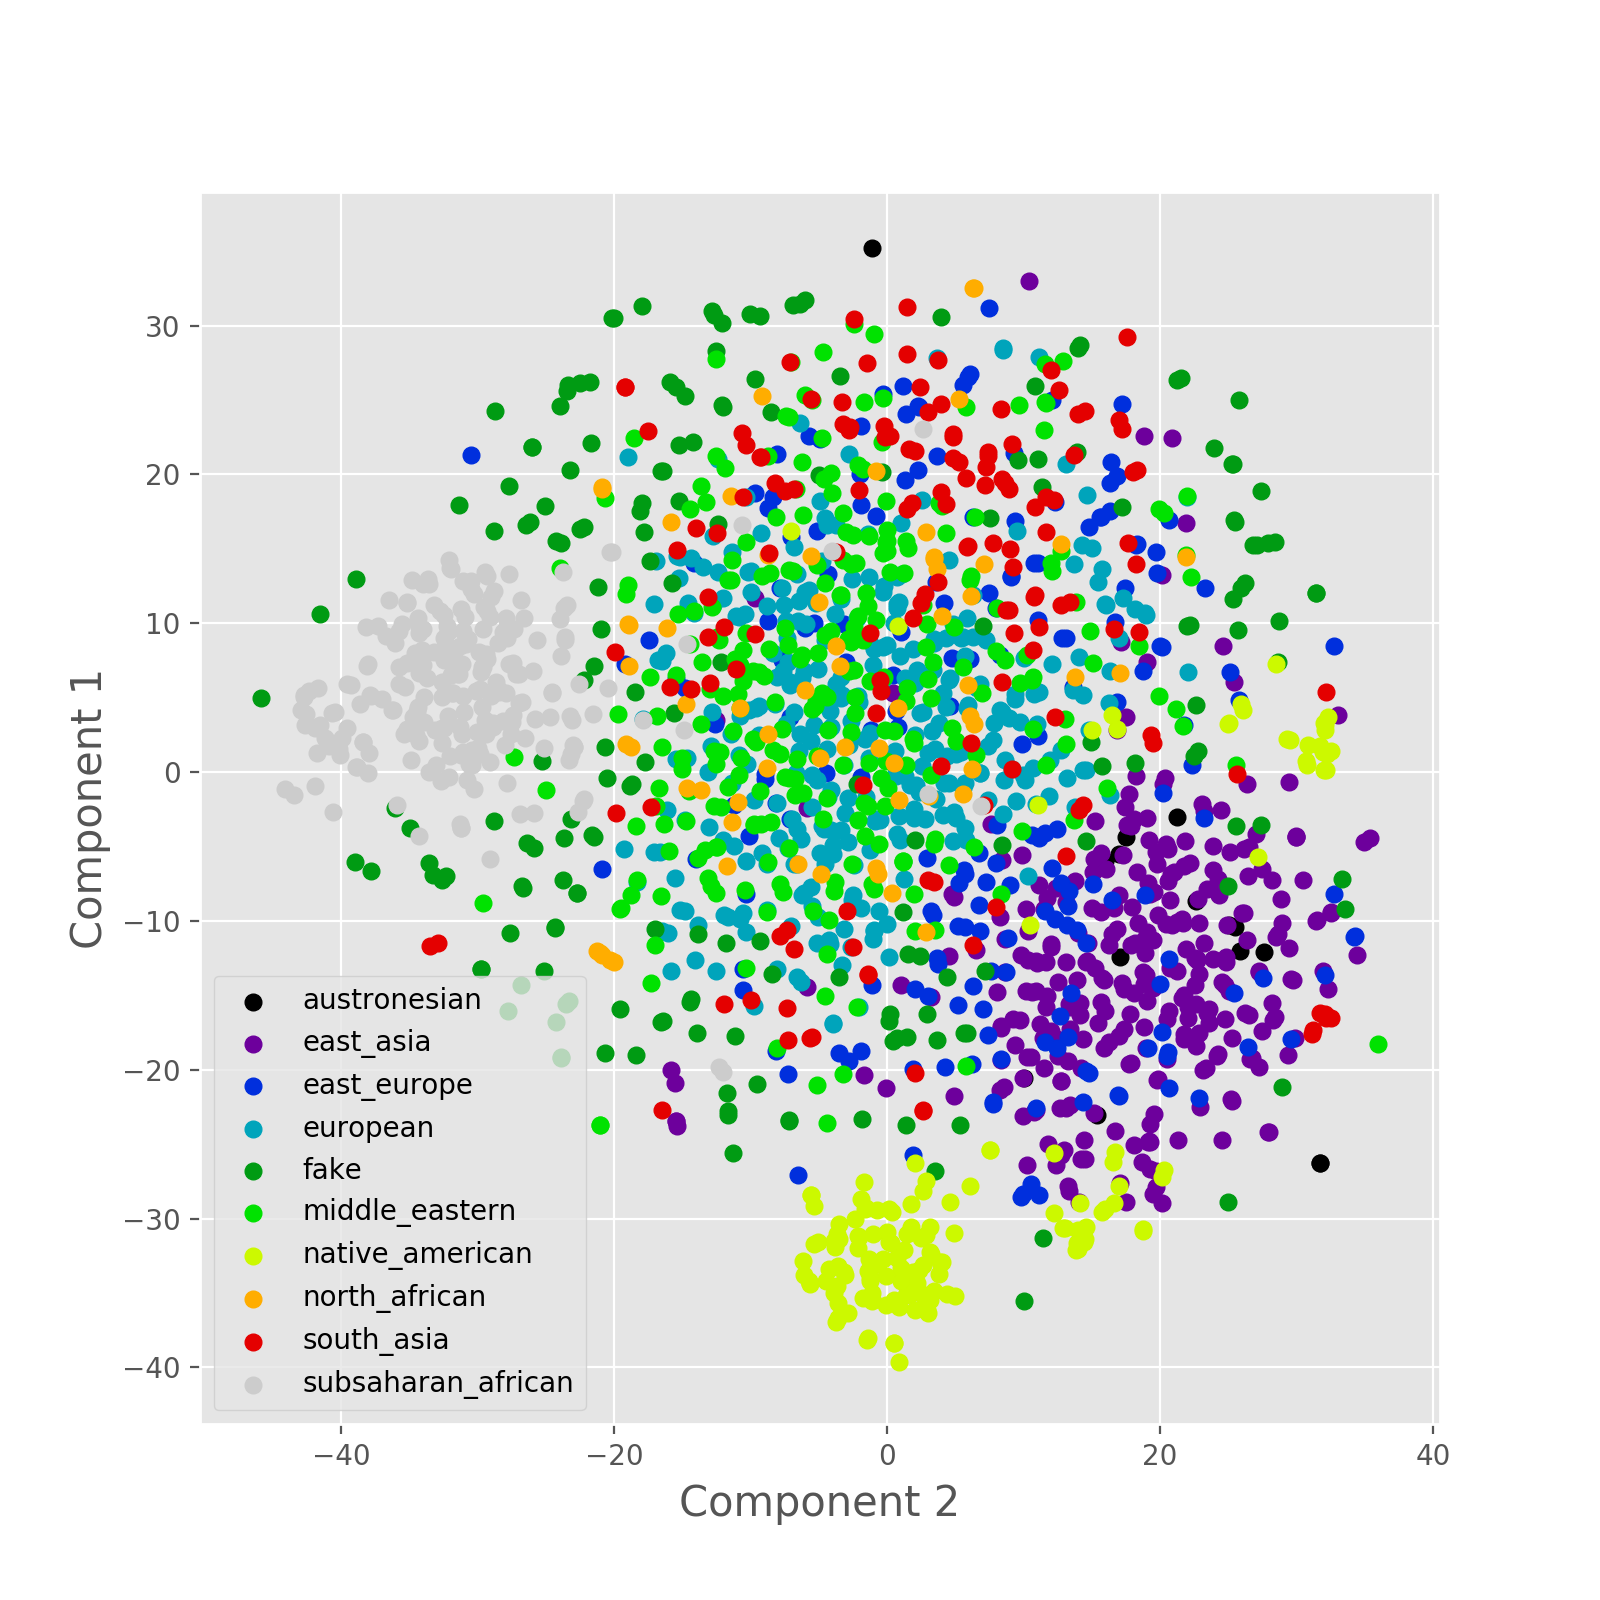 30
20
10
0
−10
−20
−30
−40
Component 1
austronesian
east_asia
east_europe
european
fake
middle_eastern
native_american
north_african
south_asia
subsaharan_african
−40 −20 0 20 40
Component 2